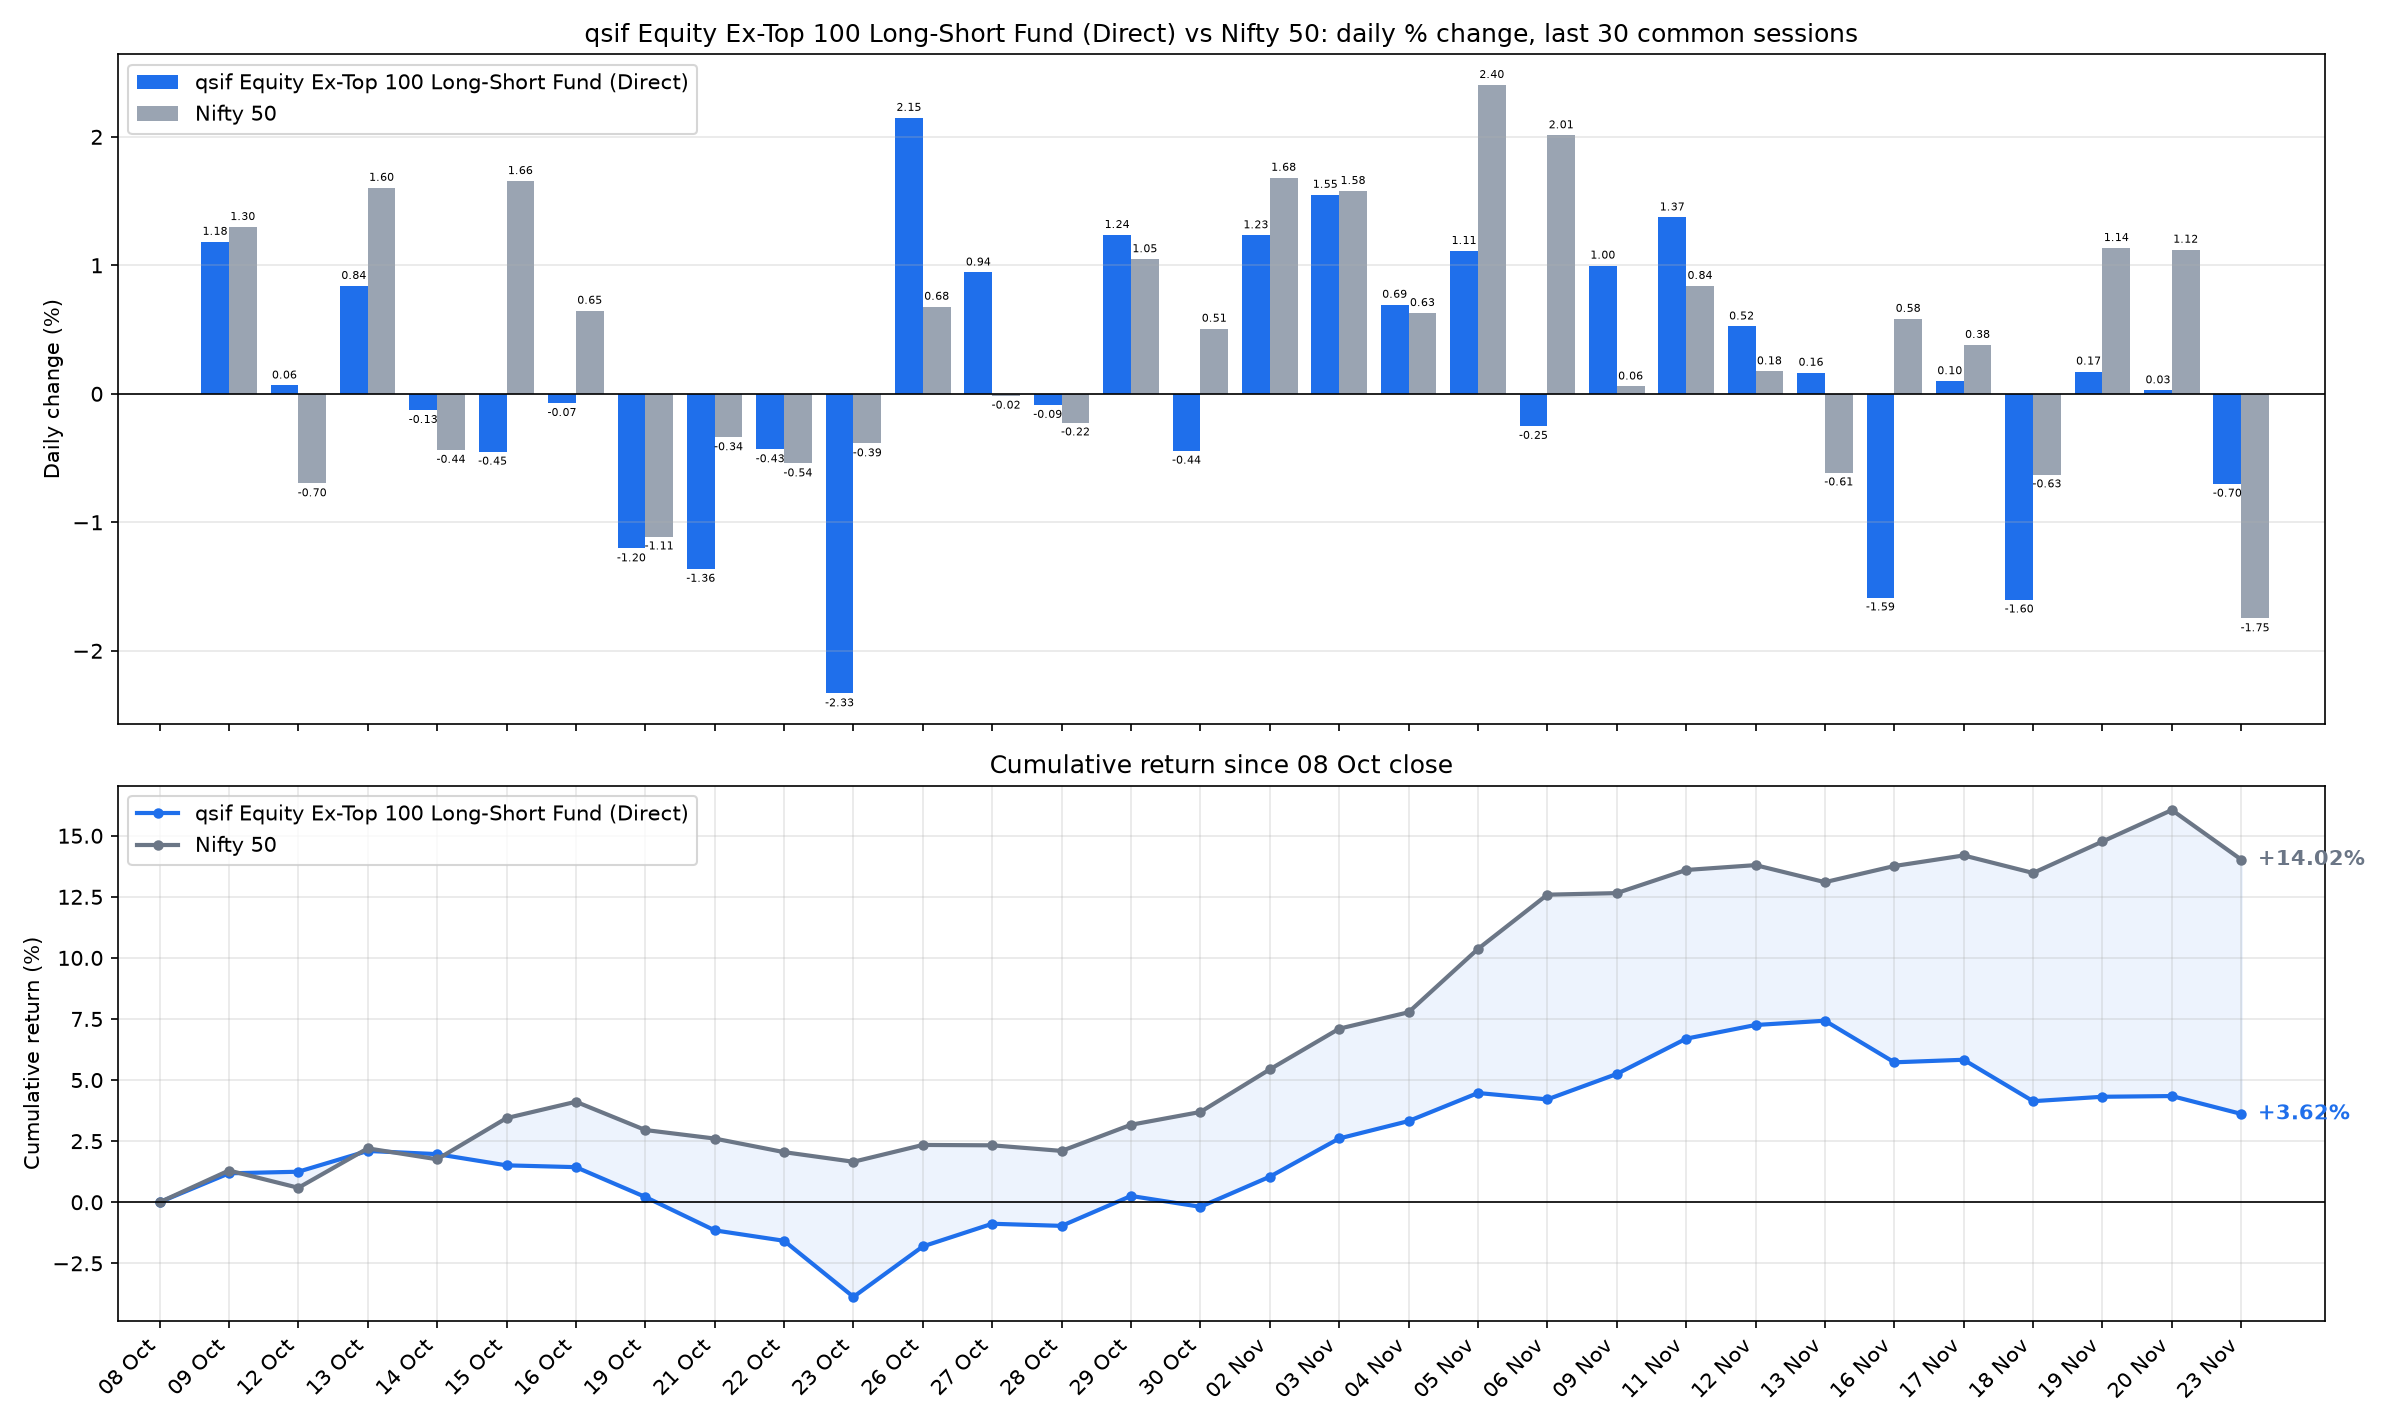 qsif Equity Ex-Top 100 Long-Short Fund (Direct) vs Nifty 50: daily % change, last 30 common sessions
qsif Equity Ex-Top 100 Long-Short Fund (Direct)
Nifty 50
Daily change (%)
2
1
0
−1
−2
1.18
1.30
0.06
-0.70
0.84
1.60
-0.13
-0.44
-0.45
1.66
-0.07
0.65
-1.20
-1.11
-1.36
-0.34
-0.43
-0.54
-2.33
-0.39
2.15
0.68
0.94
-0.02
-0.09
-0.22
1.24
1.05
-0.44
0.51
1.23
1.68
1.55
1.58
0.69
0.63
1.11
2.40
-0.25
2.01
1.00
0.06
1.37
0.84
0.52
0.18
0.16
-0.61
-1.59
0.58
0.10
0.38
-1.60
-0.63
0.17
1.14
0.03
1.12
-0.70
-1.75
Cumulative return since 08 Oct close
qsif Equity Ex-Top 100 Long-Short Fund (Direct)
Nifty 50
Cumulative return (%)
15.0
12.5
10.0
7.5
5.0
2.5
0.0
−2.5
+14.02%
+3.62%
08 Oct
09 Oct
12 Oct
13 Oct
14 Oct
15 Oct
16 Oct
19 Oct
21 Oct
22 Oct
23 Oct
26 Oct
27 Oct
28 Oct
29 Oct
30 Oct
02 Nov
03 Nov
04 Nov
05 Nov
06 Nov
09 Nov
11 Nov
12 Nov
13 Nov
16 Nov
17 Nov
18 Nov
19 Nov
20 Nov
23 Nov